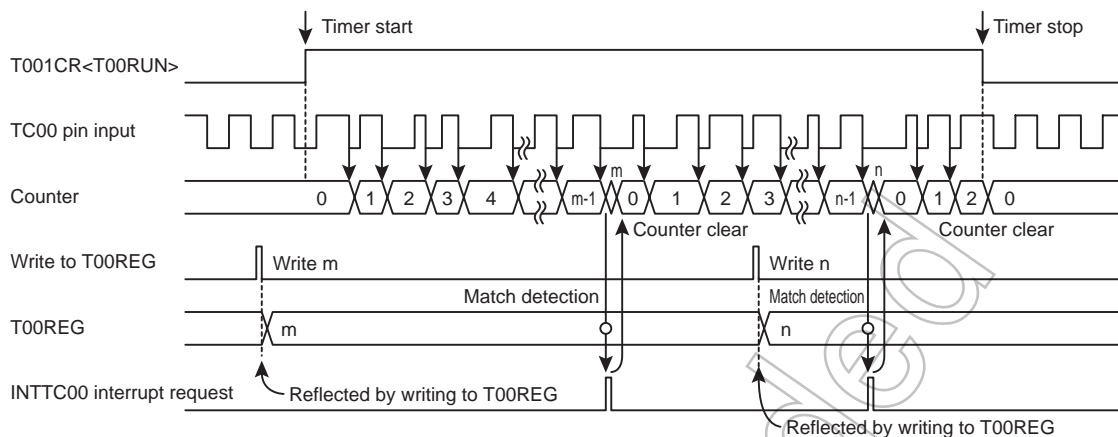 Timer start
Timer stop
T001CR<T00RUN>
TC00 pin input
m n
Counter 0 1 2 3 4 m-1 0 1 2 3 n-1 0 1 2 0
Counter clear Counter clear
Write to T00REG Write m Write n
Match detection Match detection
T00REG m n
INTTC00 interrupt request Reflected by writing to T00REG
Reflected by writing to T00REG